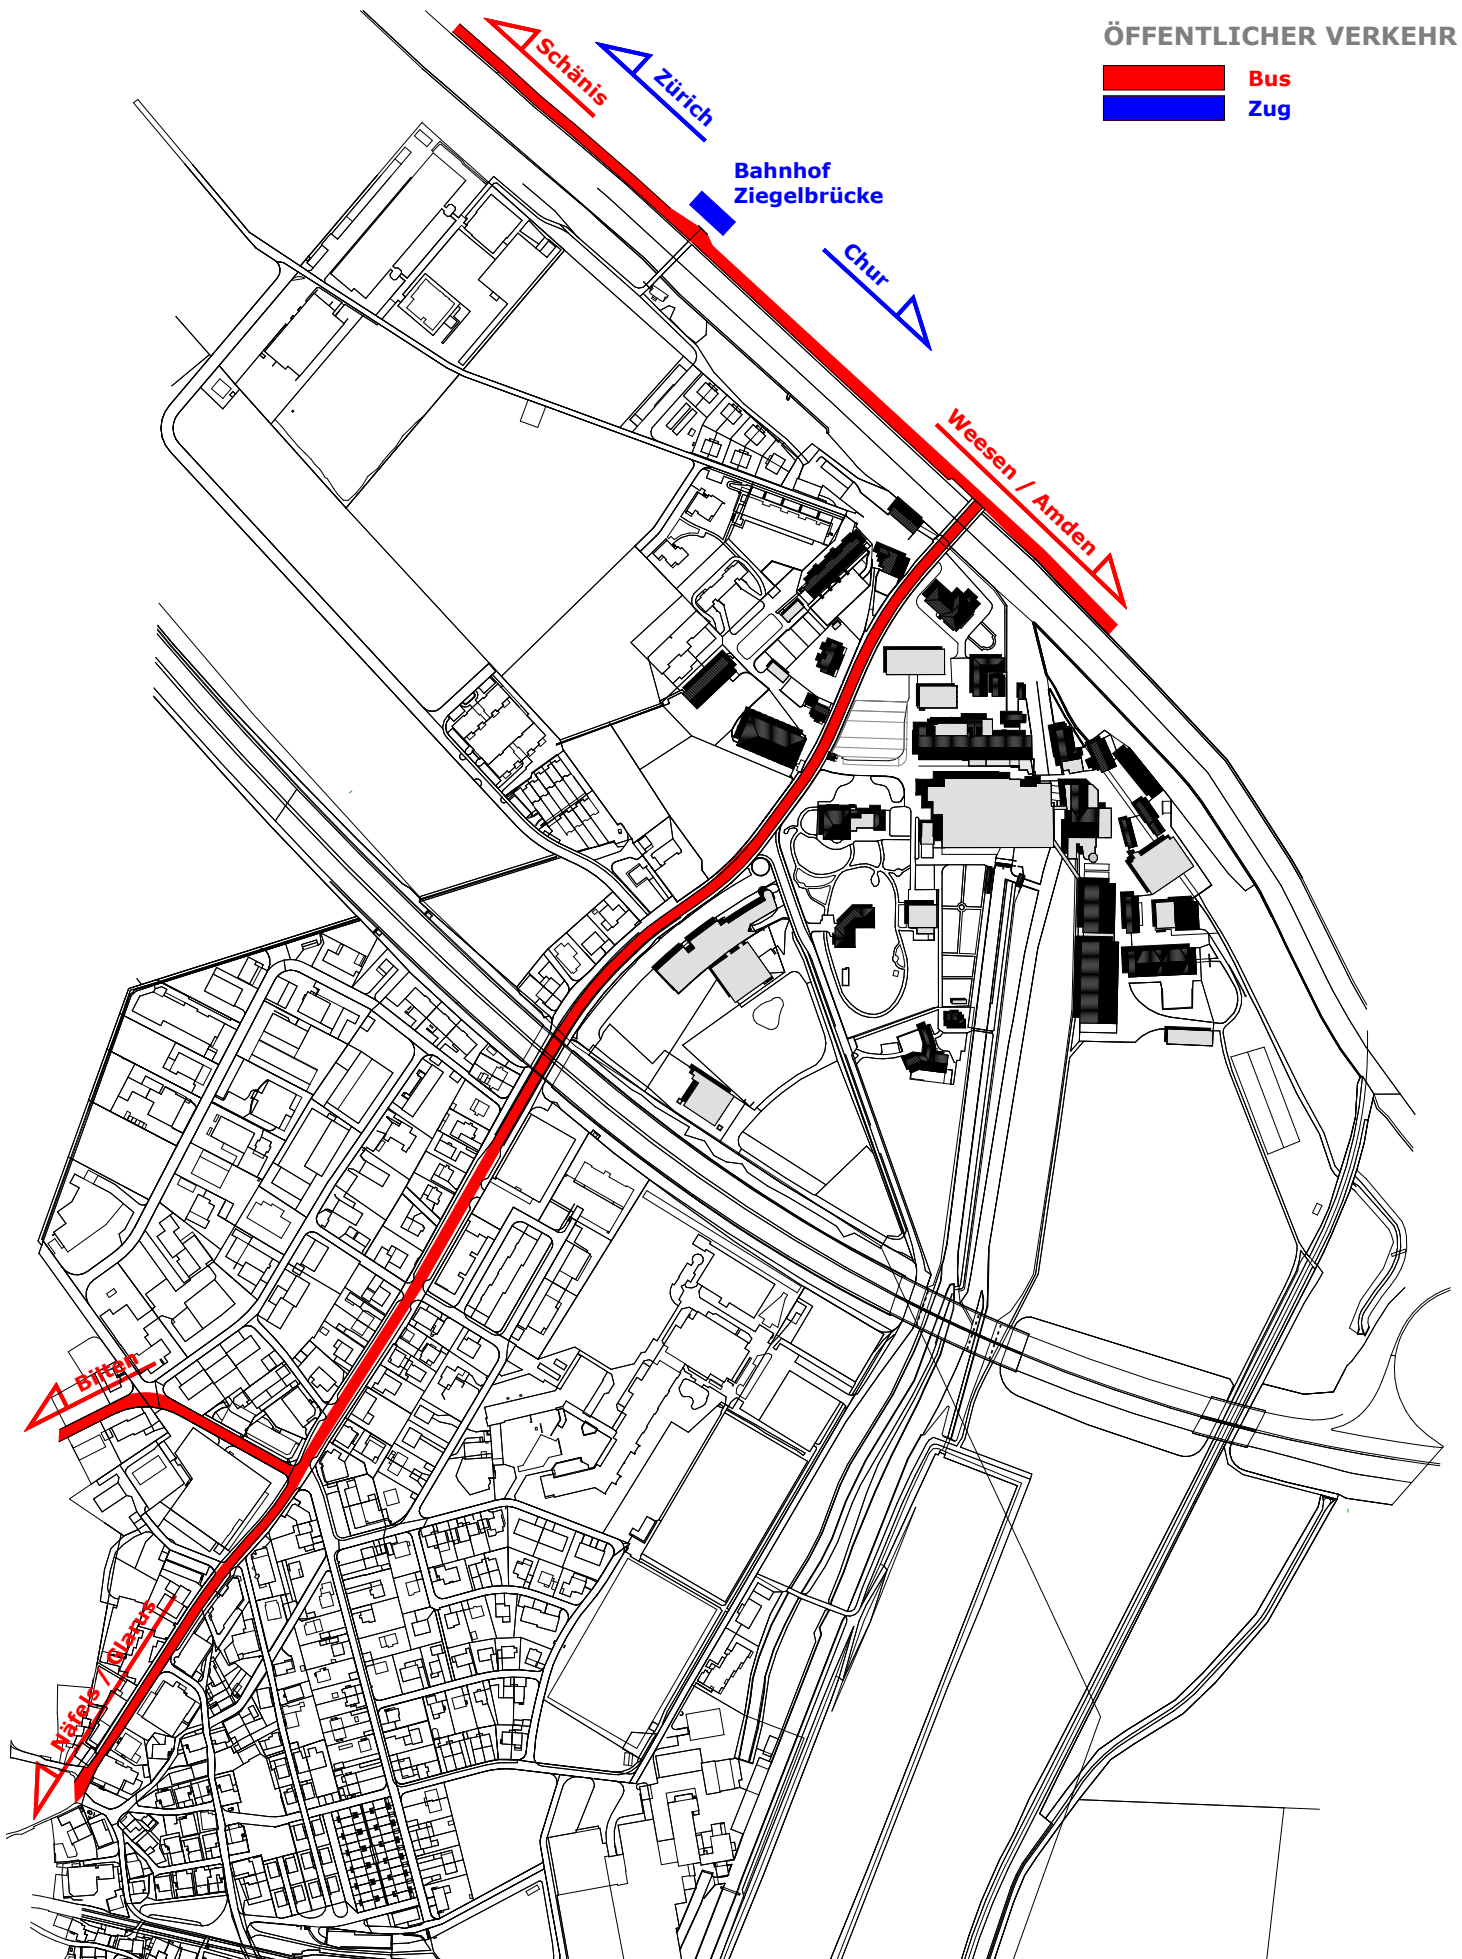 ÖFFENTLICHER VERKEHR
Bus
Zug
Schänis
Zürich
Bahnhof
Ziegelbrücke
Chur
Weesen / Amden
Bilten
Näfels / Glarus